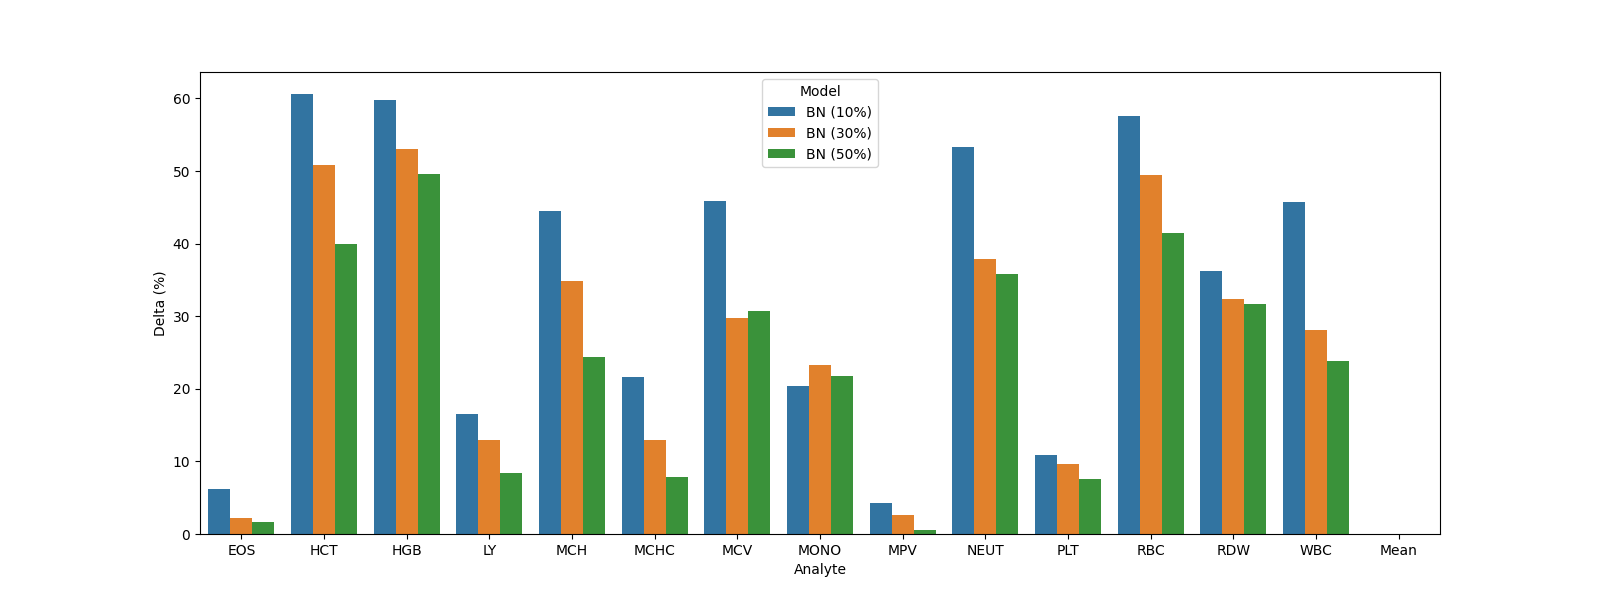 Model
BN (10%)
BN (30%)
BN (50%)
Delta (%)
60
50
40
30
20
10
0
EOS HCT HGB LY MCH MCHC MCV MONO MPV NEUT PLT RBC RDW WBC Mean
Analyte